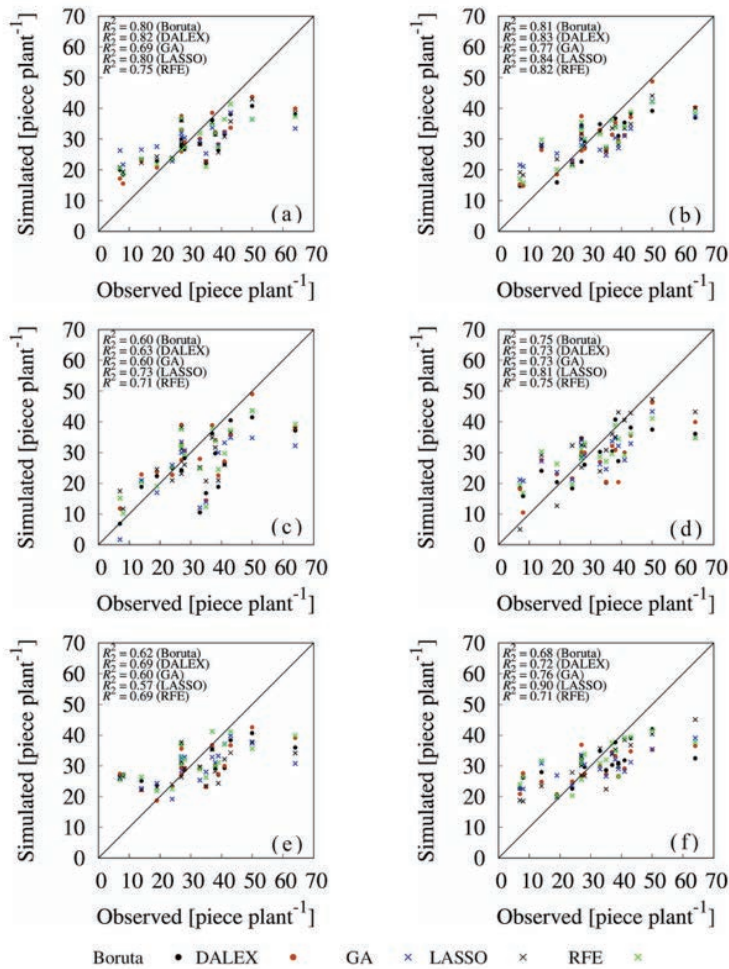 70
60
50
40
30
20
10
0
Simulated [piece plant-1]
R2 = 0.80 (Boruta)
R2 = 0.82 (DALEX)
R2 = 0.69 (GA)
R2 = 0.80 (LASSO)
R2 = 0.75 (RFE)
(a)
0 10 20 30 40 50 60 70
Observed [piece plant-1]
70
60
50
40
30
20
10
0
Simulated [piece plant-1]
R2 = 0.81 (Boruta)
R2 = 0.83 (DALEX)
R2 = 0.77 (GA)
R2 = 0.84 (LASSO)
R2 = 0.82 (RFE)
(b)
0 10 20 30 40 50 60 70
Observed [piece plant-1]
70
60
50
40
30
20
10
0
Simulated [piece plant-1]
R2 = 0.60 (Boruta)
R2 = 0.63 (DALEX)
R2 = 0.60 (GA)
R2 = 0.73 (LASSO)
R2 = 0.71 (RFE)
(c)
0 10 20 30 40 50 60 70
Observed [piece plant-1]
70
60
50
40
30
20
10
0
Simulated [piece plant-1]
R2 = 0.75 (Boruta)
R2 = 0.73 (DALEX)
R2 = 0.73 (GA)
R2 = 0.81 (LASSO)
R2 = 0.75 (RFE)
(d)
0 10 20 30 40 50 60 70
Observed [piece plant-1]
70
60
50
40
30
20
10
0
Simulated [piece plant-1]
R2 = 0.62 (Boruta)
R2 = 0.69 (DALEX)
R2 = 0.60 (GA)
R2 = 0.57 (LASSO)
R2 = 0.69 (RFE)
(e)
0 10 20 30 40 50 60 70
Observed [piece plant-1]
70
60
50
40
30
20
10
0
Simulated [piece plant-1]
R2 = 0.68 (Boruta)
R2 = 0.72 (DALEX)
R2 = 0.76 (GA)
R2 = 0.90 (LASSO)
R2 = 0.71 (RFE)
(f)
0 10 20 30 40 50 60 70
Observed [piece plant-1]
Boruta DALEX GA LASSO RFE